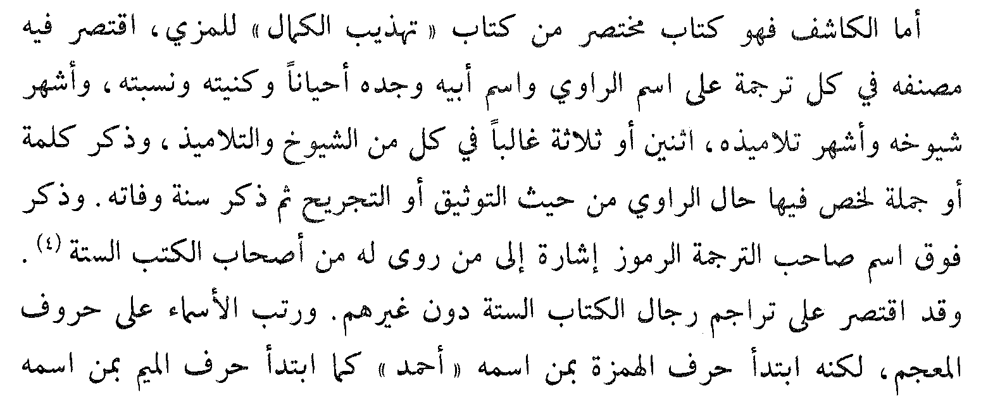 أما الكاشف فهو كتاب مختصر من كتاب «تهذيب الكمال» للمزي، اقتصر فيه
مصنفه في كل ترجمة على اسم الراوي واسم أبيه وجده أحياناً وكنيته ونسبته، وأشهر
شيوخه وأشهر تلاميذه، اثنين أو ثلاثة غالباً في كل من الشيوخ والتلاميذ، وذكر كلمة
أو جملة لخص فيها حال الراوي من حيث التوثيق أو التجريح ثم ذكر سنة وفاته. وذكر
فوق اسم صاحب الترجمة الرموز إشارة إلى من روى له من أصحاب الكتب الستة (٤).
وقد اقتصر على تراجم رجال الكتاب الستة دون غيرهم. ورتب الأسماء على حروف
المعجم، لكنه ابتدأ حرف الهمزة بمن اسمه «أحمد» كما ابتدأ حرف الميم بمن اسمه